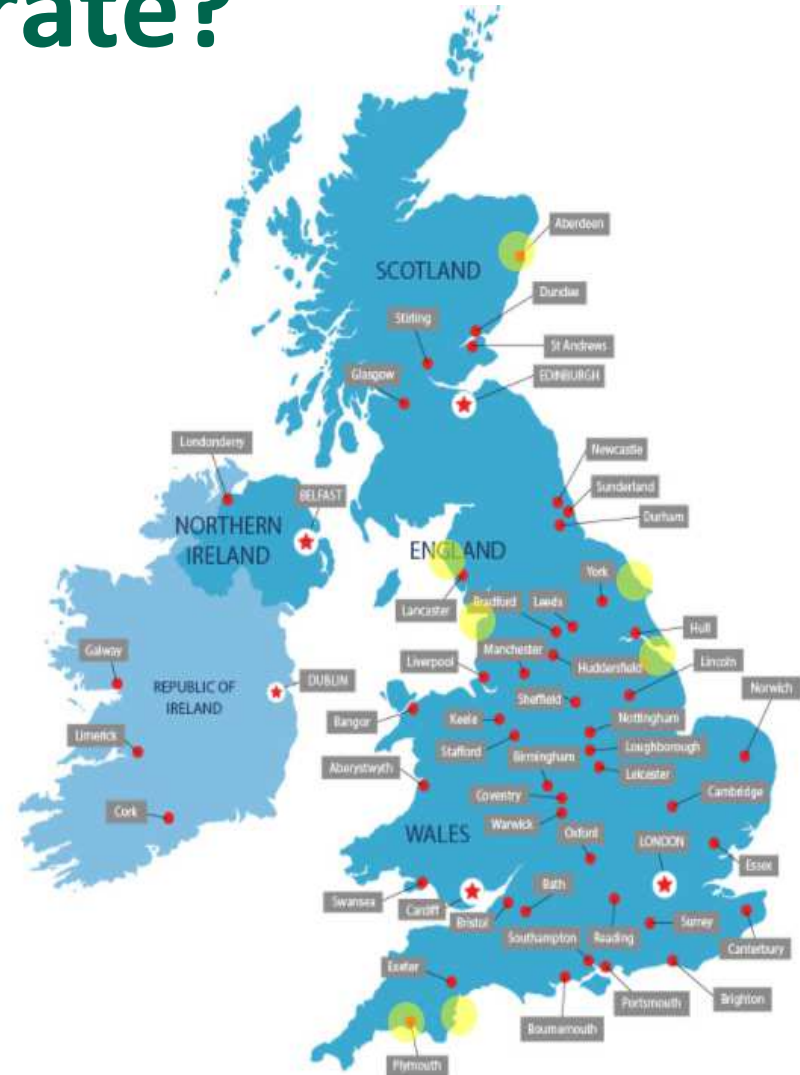 rate?
Aberdeen
SCOTLAND
Dundee
Stirling
St Andrews
Glasgow
EDINBURGH
Londonderry
Newcastle
Sunderland
BELFAST
Durham
NORTHERN
IRELAND
ENGLAND
York
Lancaster
Bradford
Leeds
Hull
Galway
Manchester
Liverpool
Huddersfield
Lincoln
REPUBLIC OF
IRELAND
DUBLIN
Norwich
Sheffield
Bangor
Keele
Nottingham
Limerick
Stafford
Loughborough
Birmingham
Aberystwyth
Leicester
Coventry
Cambridge
Cork
Warwick
Oxford
WALES
LONDON
Essex
Bath
Swansea
Cardiff
Bristol
Surrey
Southampton
Reading
Canterbury
Exeter
Portsmouth
Brighton
Bournemouth
Plymouth